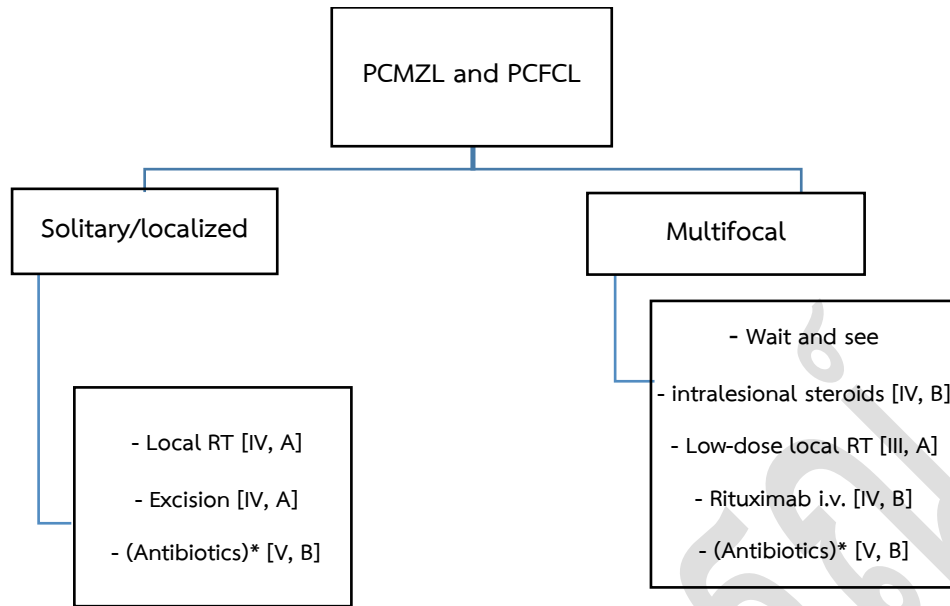 PCMZL and PCFCL
Solitary/localized
Multifocal
- Local RT [IV, A]
- Excision [IV, A]
- (Antibiotics)* [V, B]
- Wait and see
- intralesional steroids [IV, B]
- Low-dose local RT [III, A]
- Rituximab i.v. [IV, B]
- (Antibiotics)* [V, B]